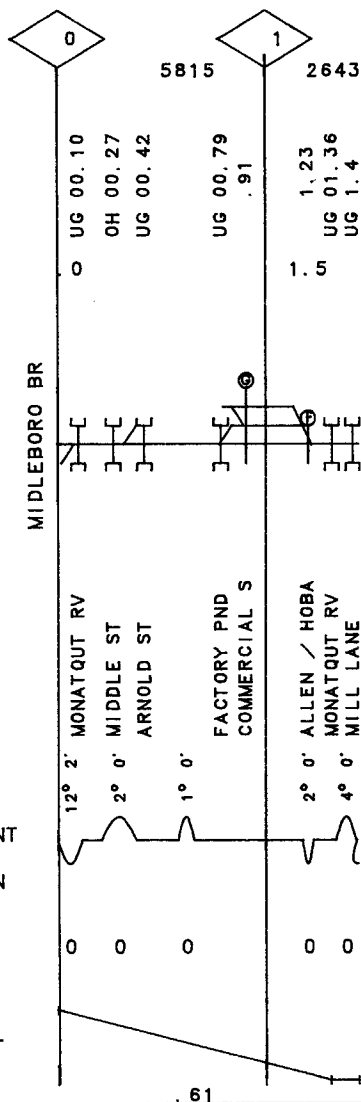 0
1
5815
2643
UG 00.10
OH 00.27
UG 00.42
UG 00.79
.91
1.23
UG 01.36
UG 1.4
0
1.5
MIDLEBORO BR
G
F
12° 2' MONATQUT RV
2° 0' MIDDLE ST
ARNOLD ST
1° 0'
FACTORY PND
COMMERCIAL S
2° 0' ALLEN / HOBA
MONATQUT RV
4° 0' MILL LANE
NT
N
0
0
0
0
0
.61